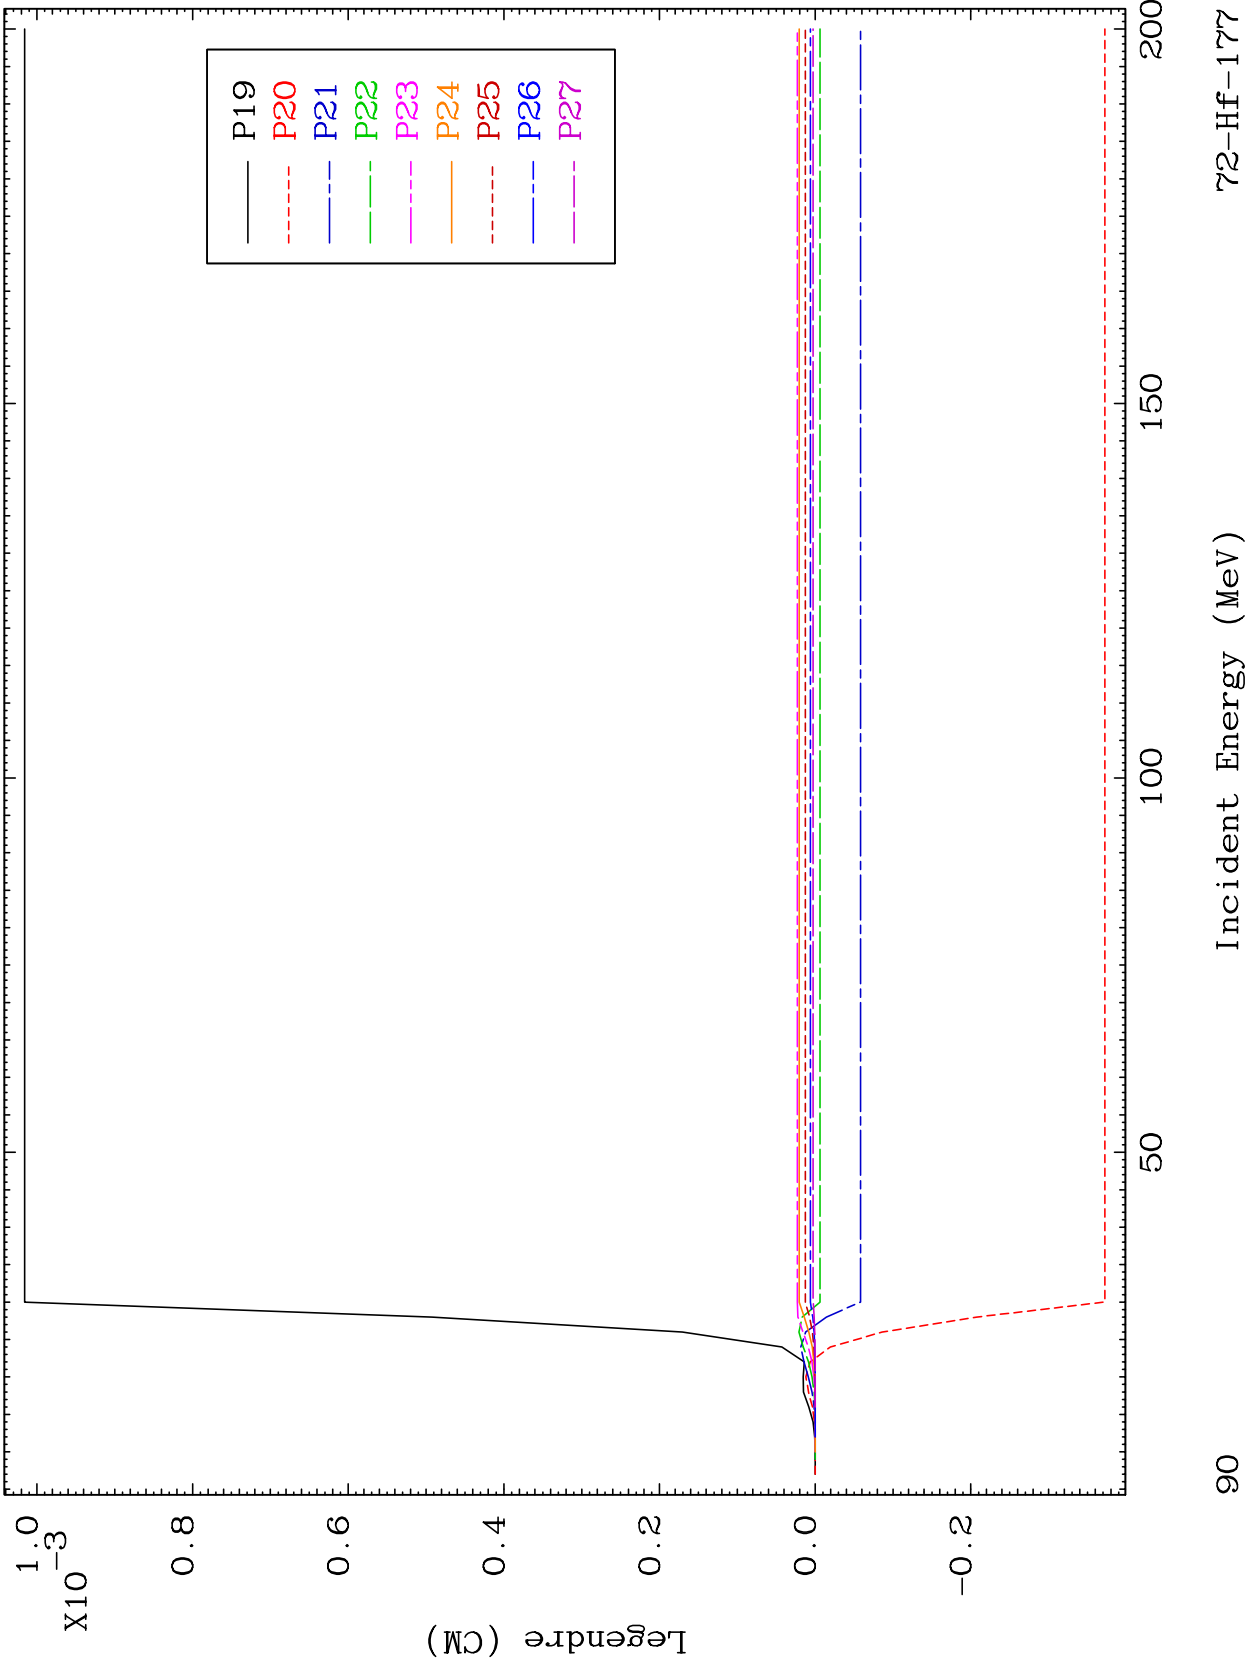 P19
P20
P21
P22
P23
P24
P25
P26
P27
1.0
X10
-3
0.8
0.6
0.4
0.2
0.0
-0.2
Legendre (CM)
50
100
150
200
Incident Energy (MeV)
90
72-Hf-177